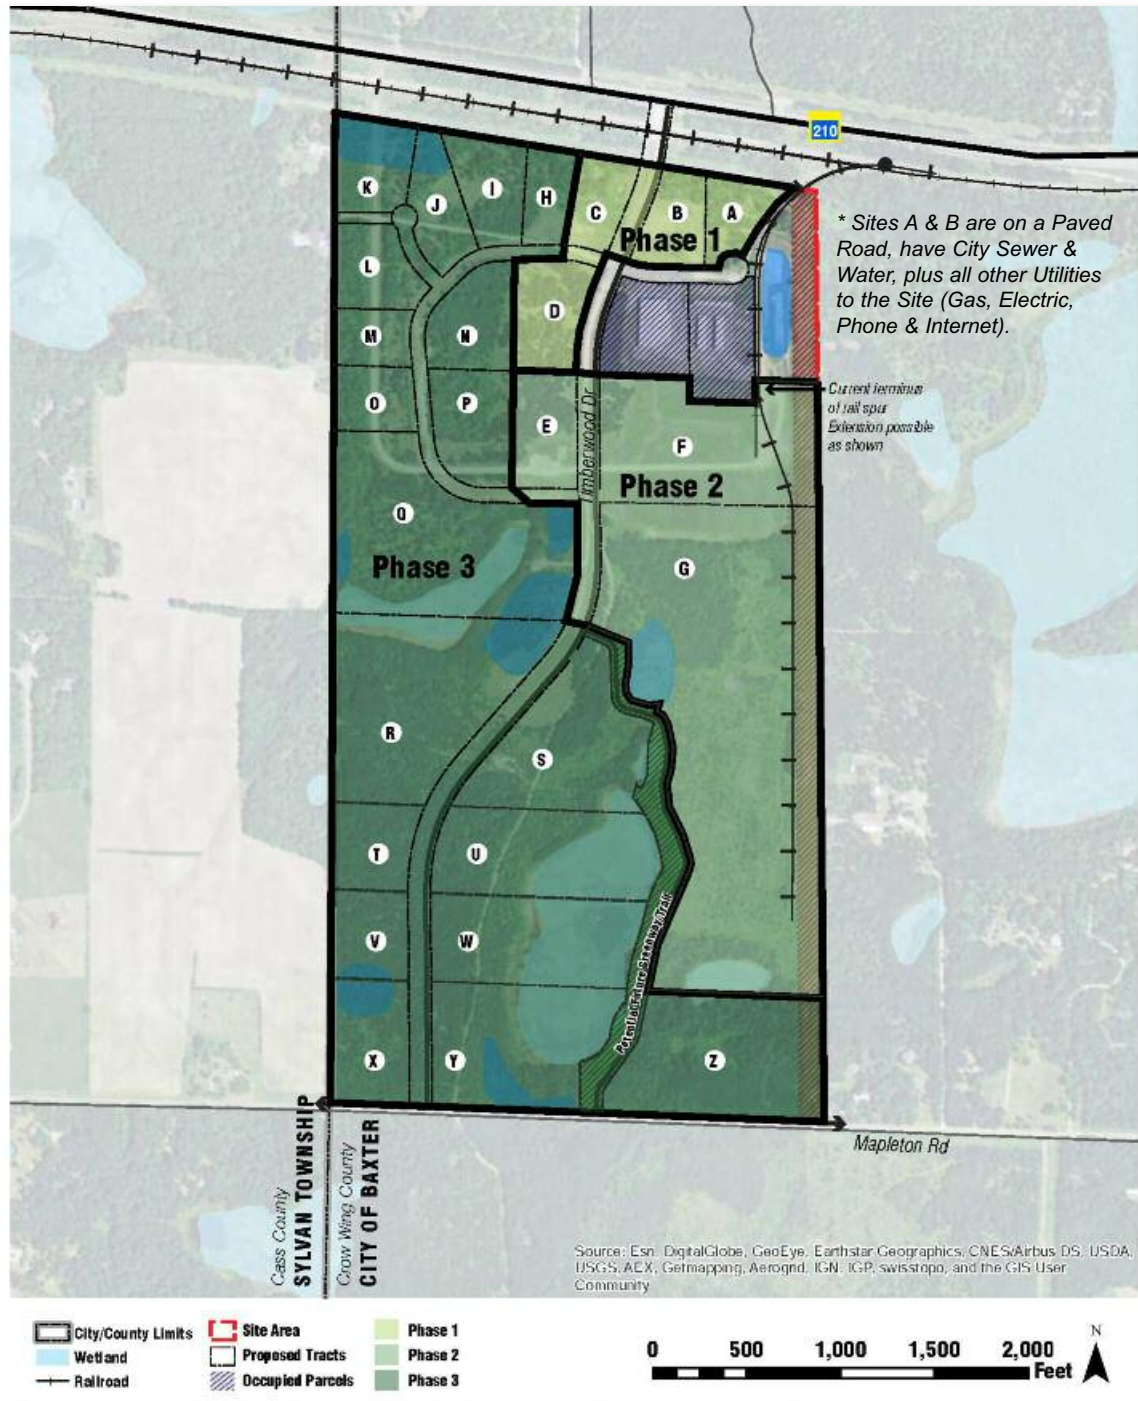 210
* Sites A & B are on a Paved
Road, have City Sewer &
Water, plus all other Utilities
to the Site (Gas, Electric,
Phone & Internet).
K
J
I
H
C
B
A
Phase 1
L
D
M
N
Current terminus
of rail spur
Extension possible
as shown
O
P
E
Timberwood Dr
F
Phase 2
Q
Phase 3
G
R
S
T
U
V
W
Potential Future Greenway/Trail
X
Y
Z
Mapleton Rd
Cass County
SYLVAN TOWNSHIP
Crow Wing County
CITY OF BAXTER
Source: Esri, DigitalGlobe, GeoEye, Earthstar Geographics, CNES/Airbus DS, USDA,
USGS, AEX, Getmapping, Aerogrid, IGN, IGP, swisstopo, and the GIS User
Community
City/County Limits
Wetland
Railroad
Site Area
Proposed Tracts
Occupied Parcels
Phase 1
Phase 2
Phase 3
0 500 1,000 1,500 2,000
Feet
N